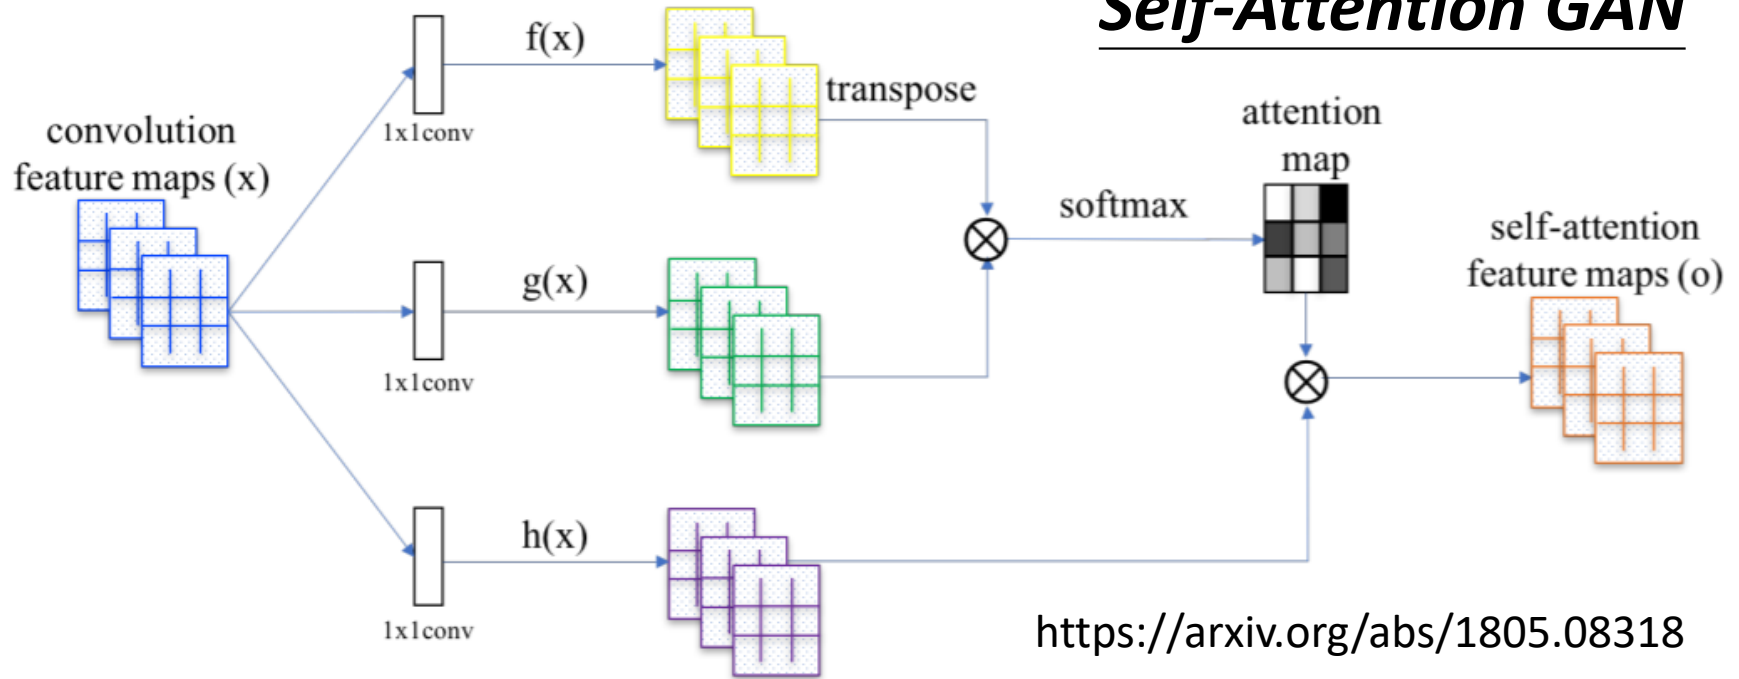 Self-Attention GAN
f(x)
transpose
1x1conv
convolution
feature maps (x)
attention
map
softmax
self-attention
feature maps (o)
g(x)
1x1conv
h(x)
1x1conv
https://arxiv.org/abs/1805.08318